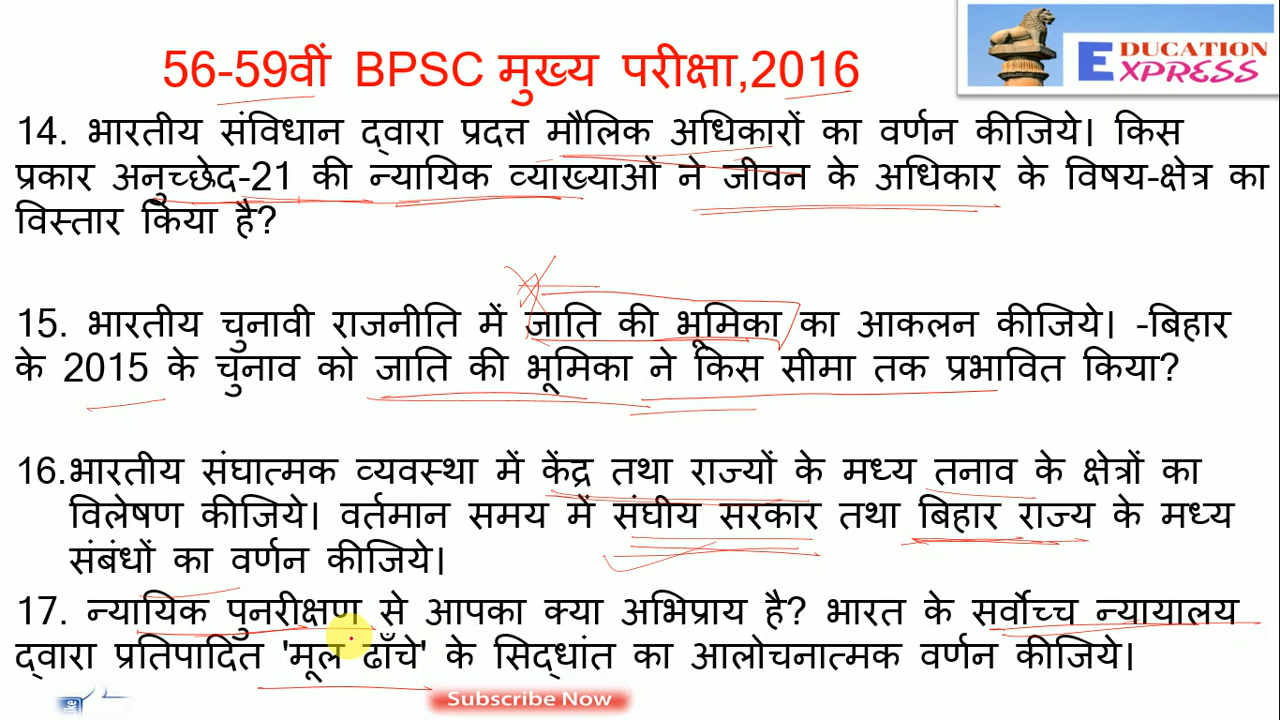 56-59वीं BPSC मुख्य परीक्षा,2016
EDUCATION
EXPRESS
14. भारतीय संविधान द्वारा प्रदत्त मौलिक अधिकारों का वर्णन कीजिये। किस
प्रकार अनुच्छेद-21 की न्यायिक व्याख्याओं ने जीवन के अधिकार के विषय-क्षेत्र का
विस्तार किया है?
15. भारतीय चुनावी राजनीति में जाति की भूमिका का आकलन कीजिये। -बिहार
के 2015 के चुनाव को जाति की भूमिका ने किस सीमा तक प्रभावित किया?
16.भारतीय संघात्मक व्यवस्था में केंद्र तथा राज्यों के मध्य तनाव के क्षेत्रों का
विलेषण कीजिये। वर्तमान समय में संघीय सरकार तथा बिहार राज्य के मध्य
संबंधों का वर्णन कीजिये।
17. न्यायिक पुनरीक्षण से आपका क्या अभिप्राय है? भारत के सर्वोच्च न्यायालय
द्वारा प्रतिपादित 'मूल ढाँचे' के सिद्धांत का आलोचनात्मक वर्णन कीजिये।
Subscribe Now